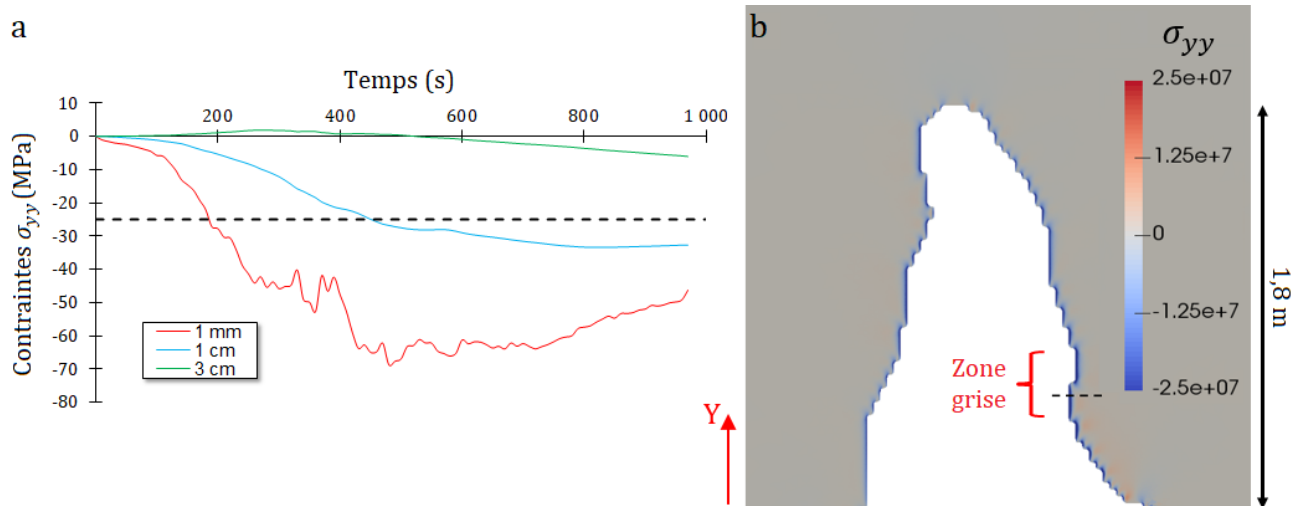 a
Temps (s)
200
400
600
800
1 000
10
0
-10
-20
-30
-40
-50
-60
-70
-80
Contraintes σyy (MPa)
1 mm
1 cm
3 cm
b
σyy
2.5e+07
1.25e+7
0
-1.25e+7
-2.5e+07
Zone
grise
Y
1,8 m